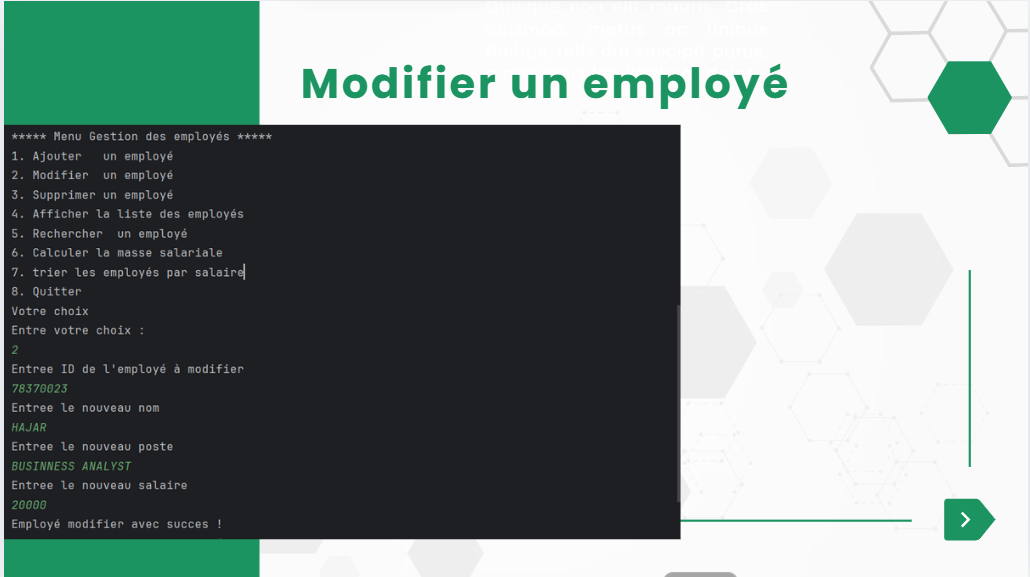 Modifier un employé
***** Menu Gestion des employés *****
1. Ajouter   un employé
2. Modifier  un employé
3. Supprimer un employé
4. Afficher la liste des employés
5. Rechercher  un employé
6. Calculer la masse salariale
7. trier les employés par salaire
8. Quitter
Votre choix
Entre votre choix :
2
Entree ID de l'employé à modifier
78370023
Entree le nouveau nom
HAJAR
Entree le nouveau poste
BUSINNESS ANALYST
Entree le nouveau salaire
20000
Employé modifier avec succes !